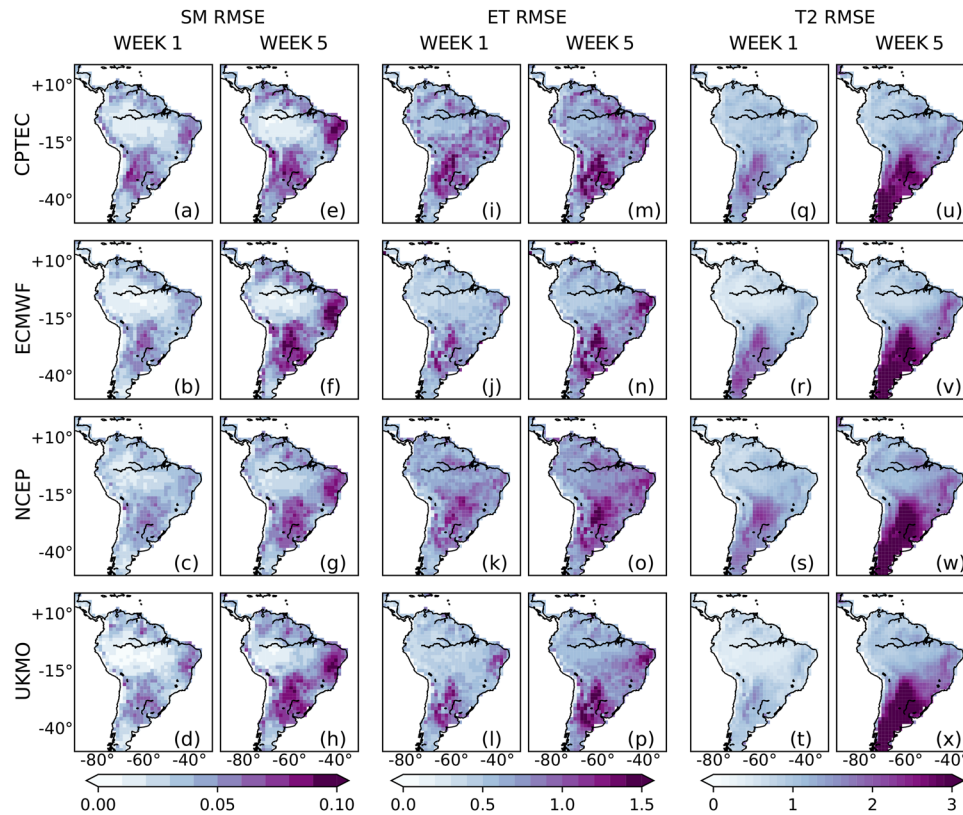 SM RMSE ET RMSE T2 RMSE
WEEK 1 WEEK 5 WEEK 1 WEEK 5 WEEK 1 WEEK 5
CPTEC
+10°
-15°
-40°
(a) (e) (i) (m) (q) (u)
ECMWF
+10°
-15°
-40°
(b) (f) (j) (n) (r) (v)
NCEP
+10°
-15°
-40°
(c) (g) (k) (o) (s) (w)
UKMO
+10°
-15°
-40°
(d) (h) (l) (p) (t) (x)
-80° -60° -40° -80° -60° -40° -80° -60° -40° -80° -60° -40° -80° -60° -40° -80° -60° -40°
0.00 0.05 0.10 0.0 0.5 1.0 1.5 0 1 2 3